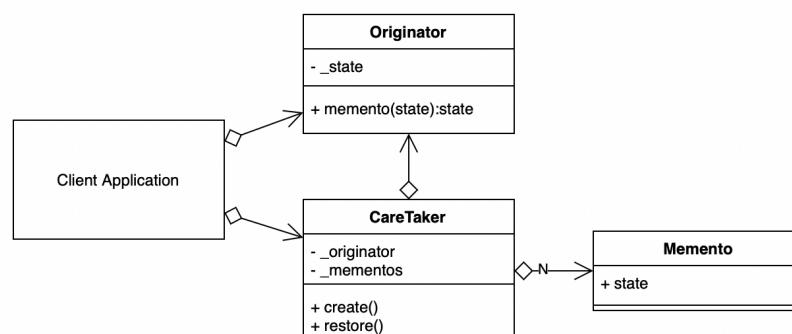 Originator
- _state
+ memento(state):state
Client Application
CareTaker
- _originator
- _mementos
+ create()
+ restore()
N
Memento
+ state